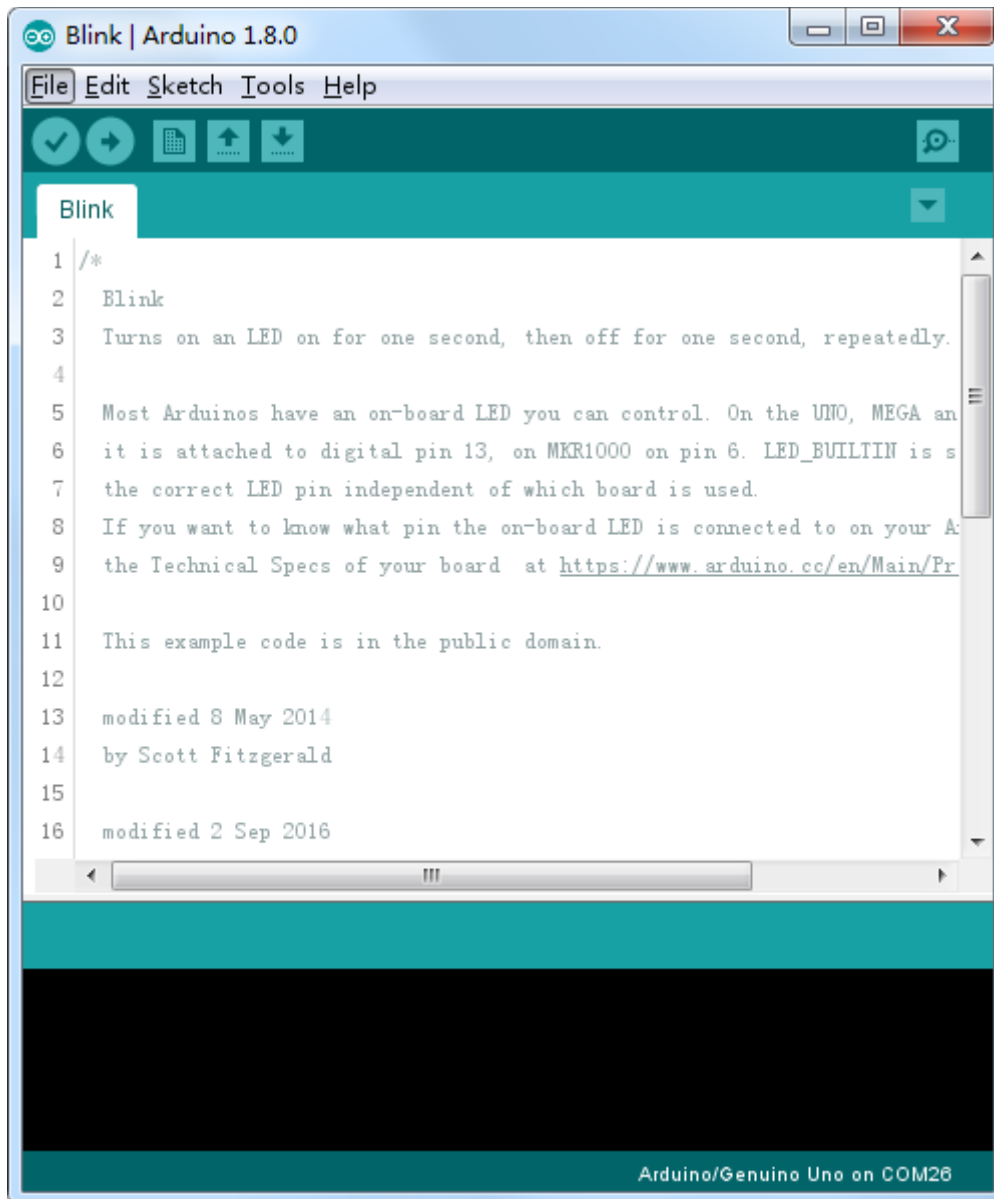 Blink | Arduino 1.8.0
File Edit Sketch Tools Help
Blink
1 /*
2 Blink
3 Turns on an LED on for one second, then off for one second, repeatedly.
4
5 Most Arduinos have an on-board LED you can control. On the UNO, MEGA an
6 it is attached to digital pin 13, on MKR1000 on pin 6. LED_BUILTIN is s
7 the correct LED pin independent of which board is used.
8 If you want to know what pin the on-board LED is connected to on your A
9 the Technical Specs of your board at https://www.arduino.cc/en/Main/Pr
10
11 This example code is in the public domain.
12
13 modified 8 May 2014
14 by Scott Fitzgerald
15
16 modified 2 Sep 2016
Arduino/Genuino Uno on COM26